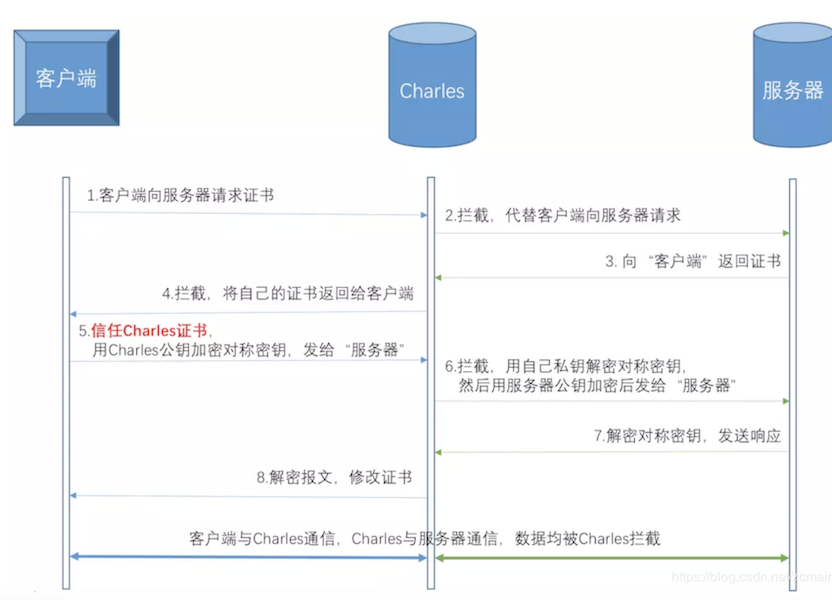 客户端
Charles
服务器
1.客户端向服务器请求证书
2.拦截，代替客户端向服务器请求
3. 向“客户端”返回证书
4.拦截，将自己的证书返回给客户端
5.信任Charles证书，
用Charles公钥加密对称密钥，发给“服务器”
6.拦截，用自己私钥解密对称密钥，
然后用服务器公钥加密后发给“服务器”
7.解密对称密钥，发送响应
8.解密报文，修改证书
客户端与Charles通信，Charles与服务器通信，数据均被Charles拦截